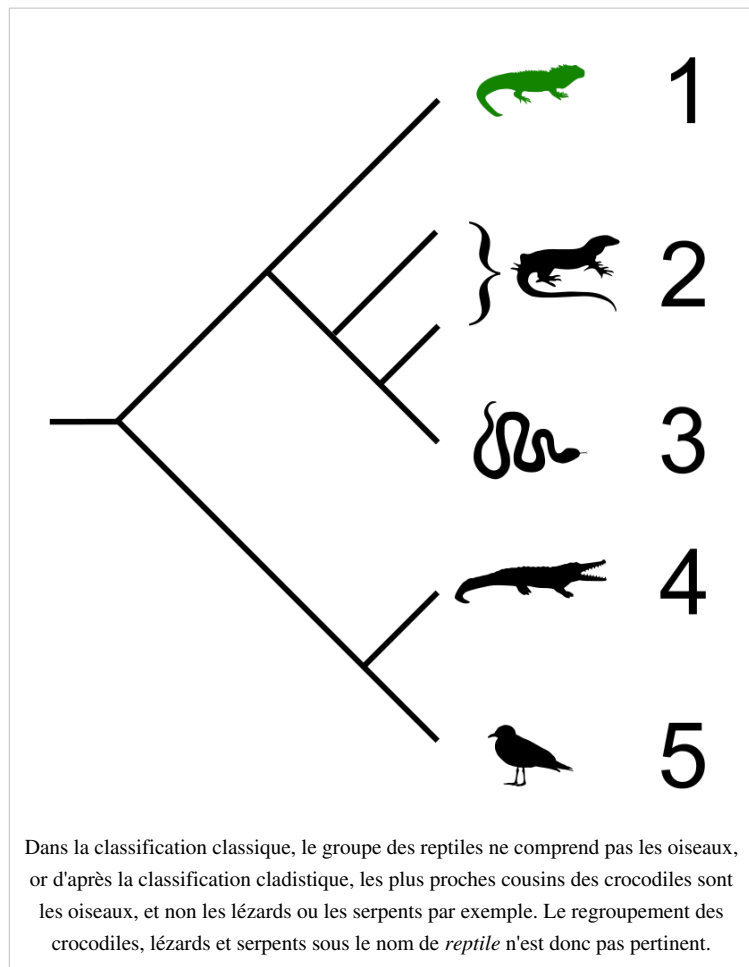 1
2
3
4
5
Dans la classification classique, le groupe des reptiles ne comprend pas les oiseaux,
or d'après la classification cladistique, les plus proches cousins des crocodiles sont
les oiseaux, et non les lézards ou les serpents par exemple. Le regroupement des
crocodiles, lézards et serpents sous le nom de reptile n'est donc pas pertinent.